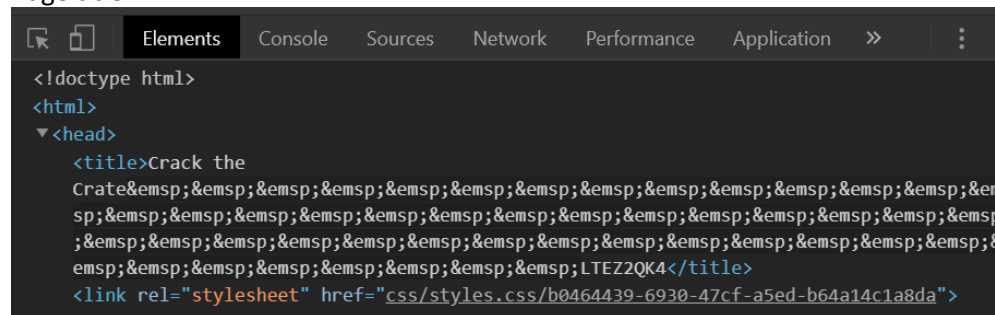 Elements Console Sources Network Performance Application »
<!doctype html>
<html>
▼<head>
<title>Crack the
Crate&emsp;&emsp;&emsp;&emsp;&emsp;&emsp;&emsp;&emsp;&emsp;&emsp;&emsp;&emsp;&emsp;&em
sp;&emsp;&emsp;&emsp;&emsp;&emsp;&emsp;&emsp;&emsp;&emsp;&emsp;&emsp;&emsp;&emsp;&emsp
;&emsp;&emsp;&emsp;&emsp;&emsp;&emsp;&emsp;&emsp;&emsp;&emsp;&emsp;&emsp;&emsp;&emsp;&
emsp;&emsp;&emsp;&emsp;&emsp;&emsp;&emsp;&emsp;LTEZ2QK4</title>
<link rel="stylesheet" href="css/styles.css/b0464439-6930-47cf-a5ed-b64a14c1a8da">